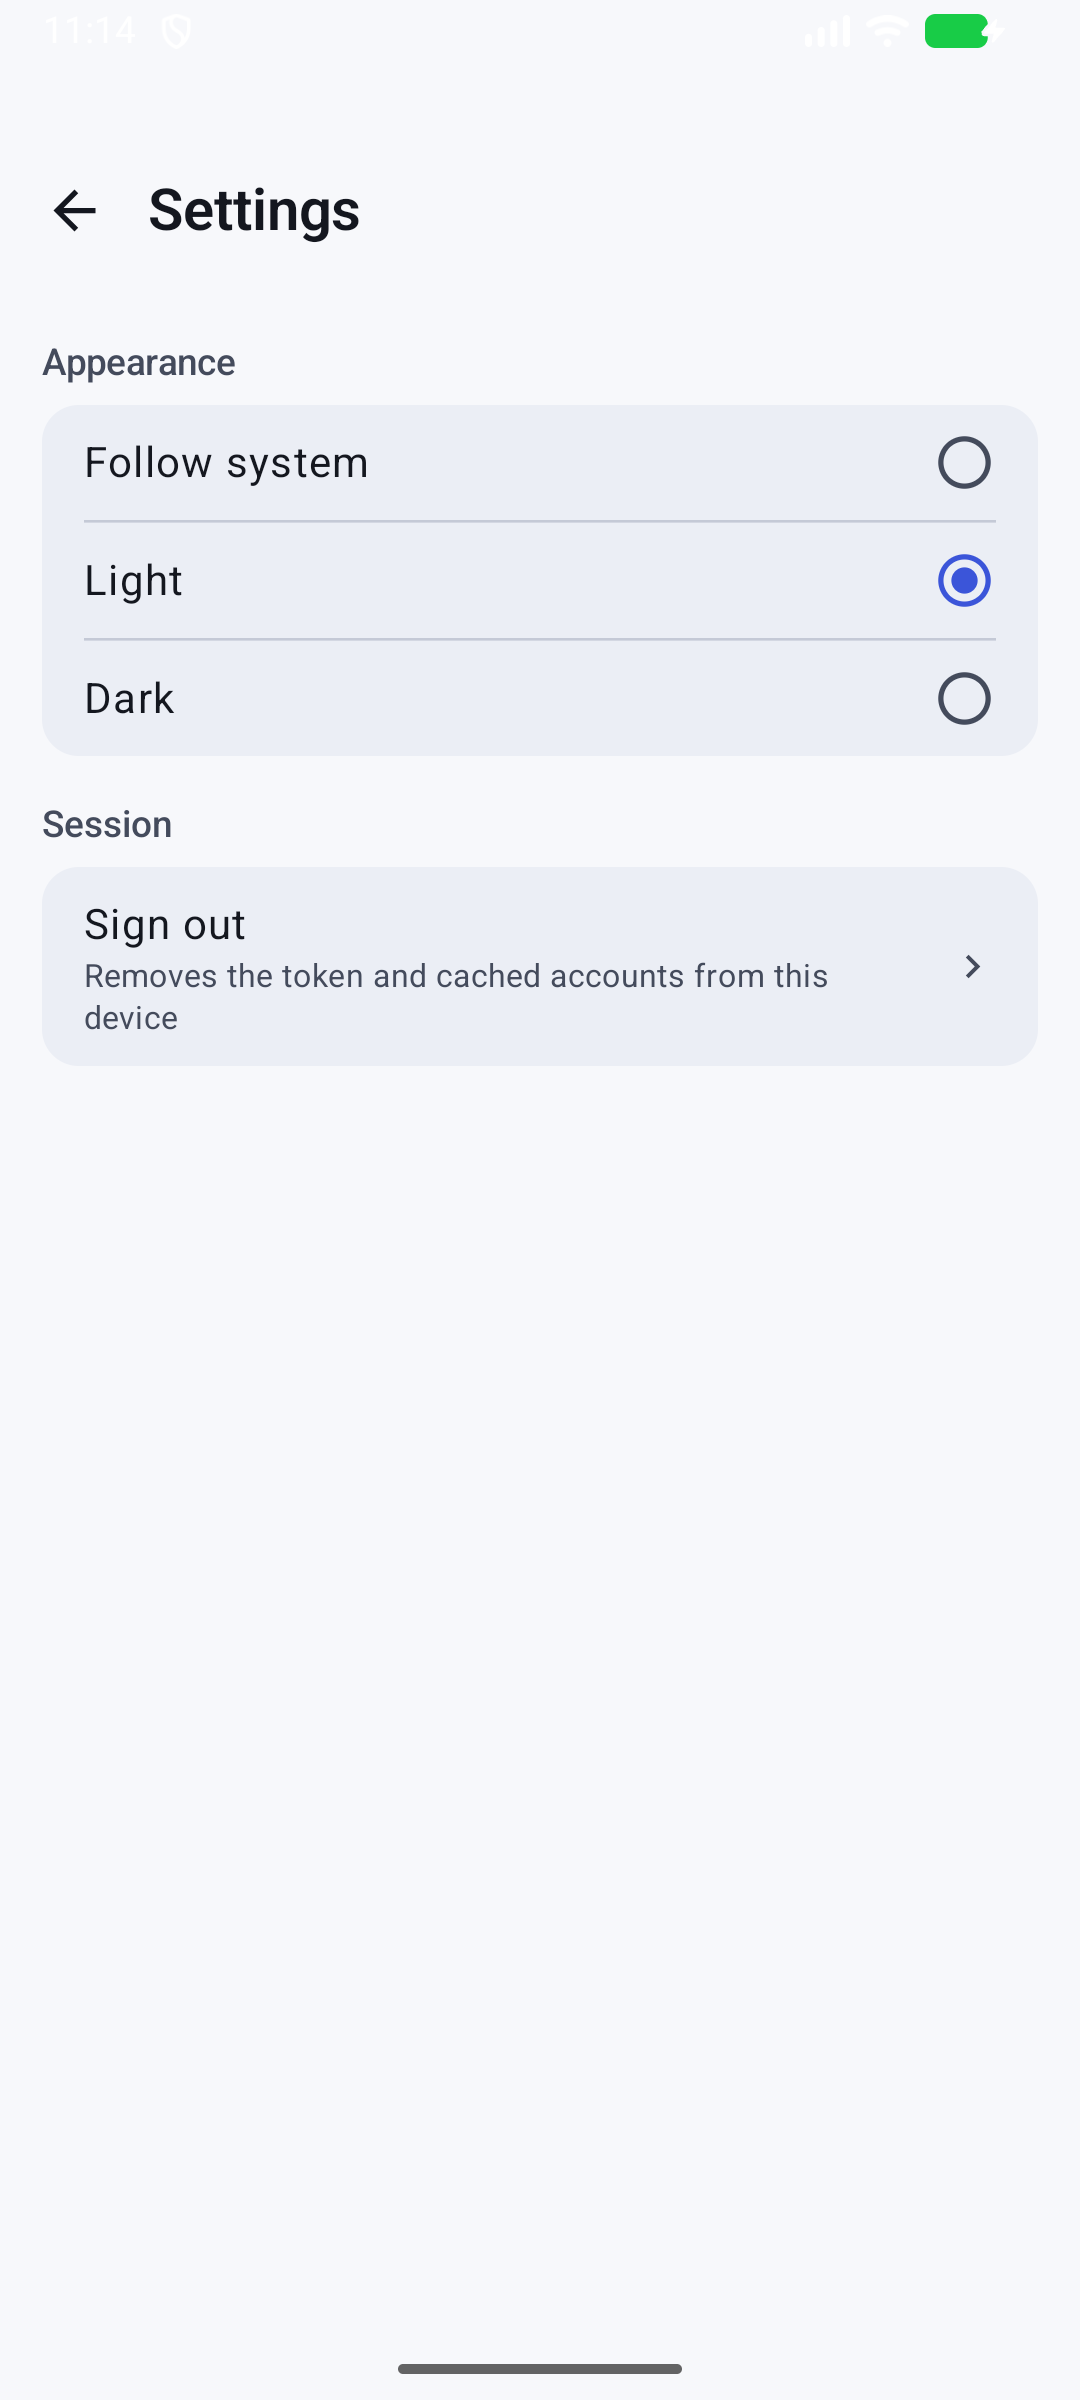 11:14
Settings
Appearance
Follow system
Light
Dark
Session
Sign out
Removes the token and cached accounts from this
device